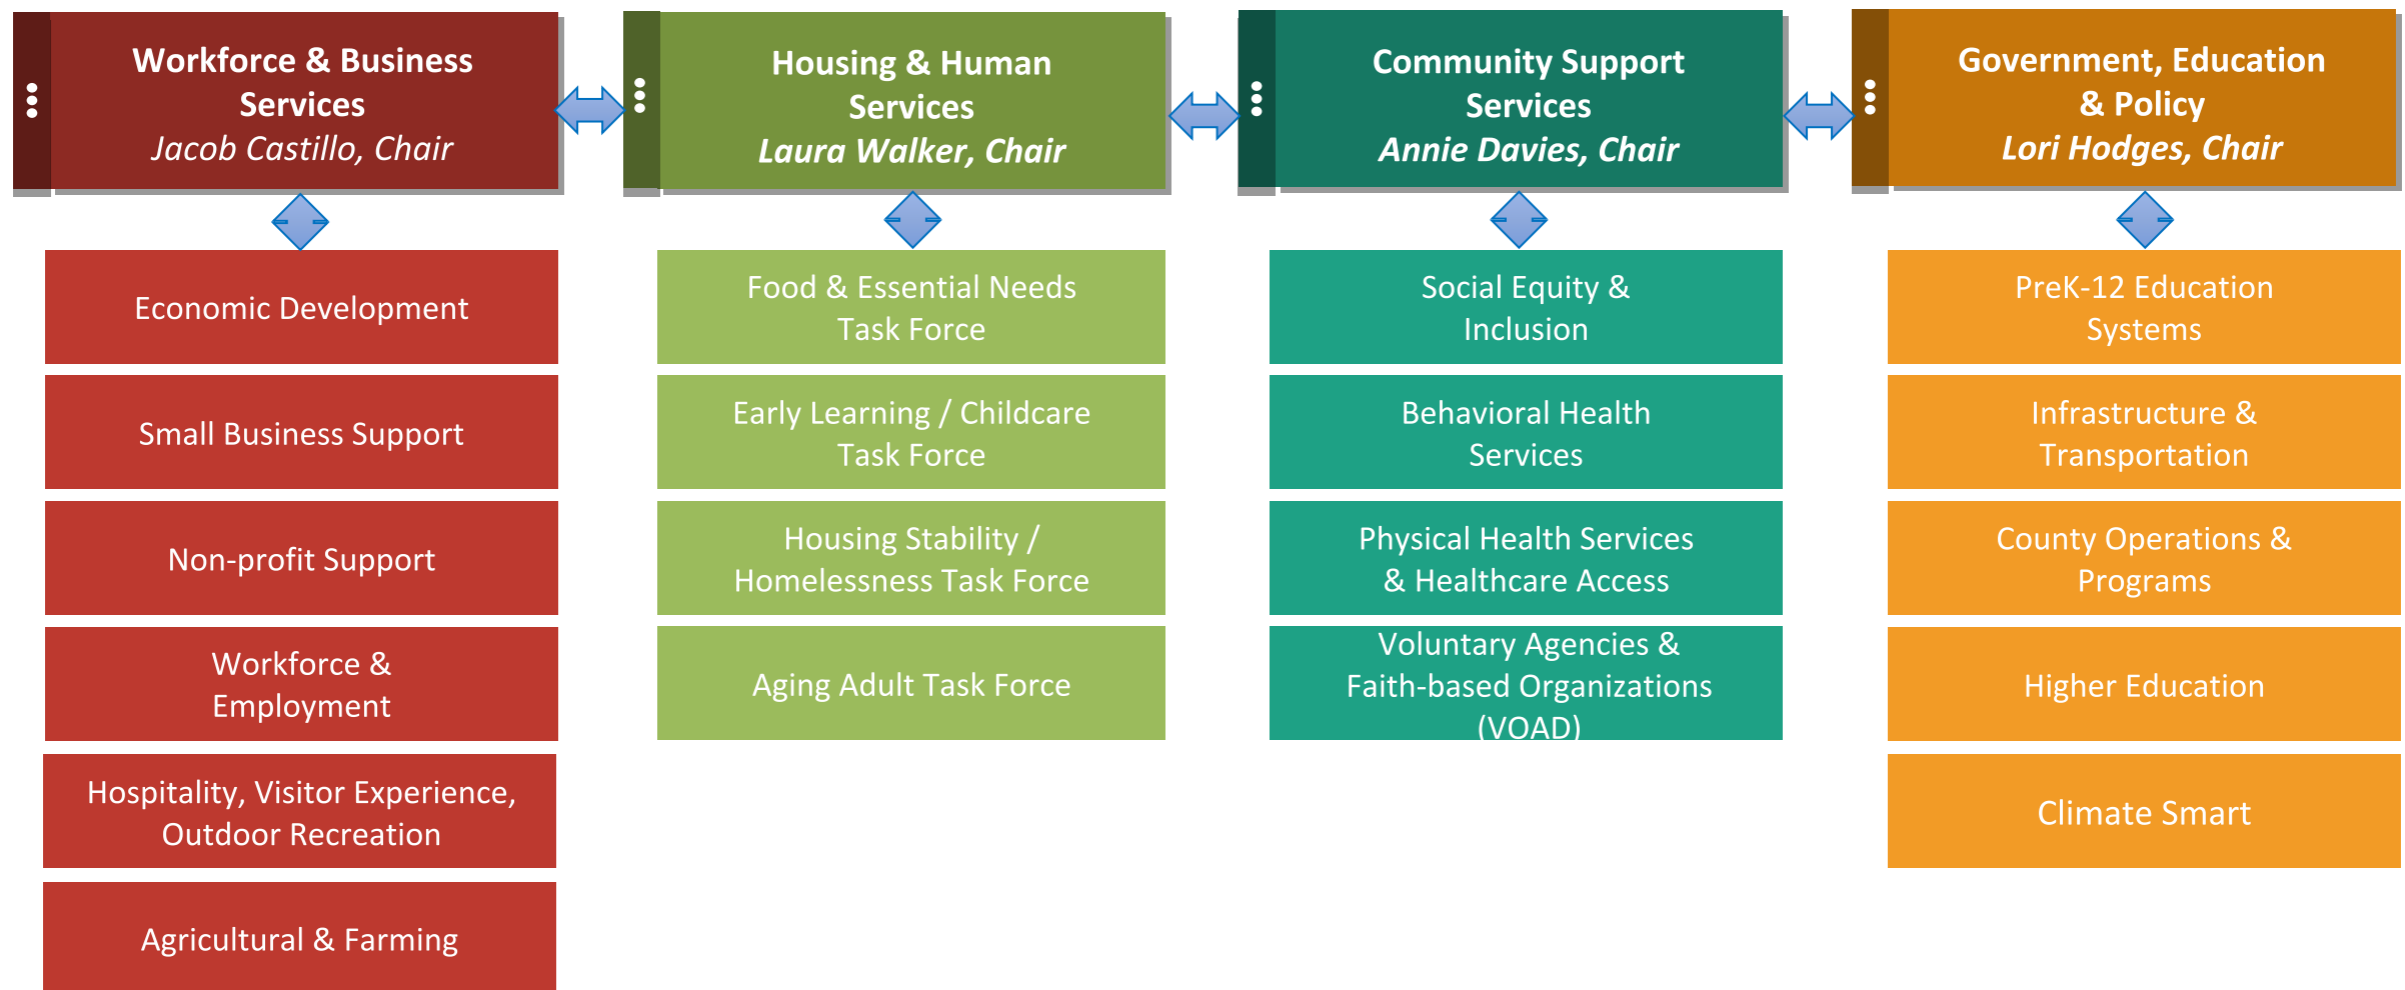 Workforce & Business
Services
Jacob Castillo, Chair
Economic Development
Small Business Support
Non-profit Support
Workforce &
Employment
Hospitality, Visitor Experience,
Outdoor Recreation
Agricultural & Farming
Housing & Human
Services
Laura Walker, Chair
Food & Essential Needs
Task Force
Early Learning / Childcare
Task Force
Housing Stability /
Homelessness Task Force
Aging Adult Task Force
Community Support
Services
Annie Davies, Chair
Social Equity &
Inclusion
Behavioral Health
Services
Physical Health Services
& Healthcare Access
Voluntary Agencies &
Faith-based Organizations
(VOAD)
Government, Education
& Policy
Lori Hodges, Chair
PreK-12 Education
Systems
Infrastructure &
Transportation
County Operations &
Programs
Higher Education
Climate Smart